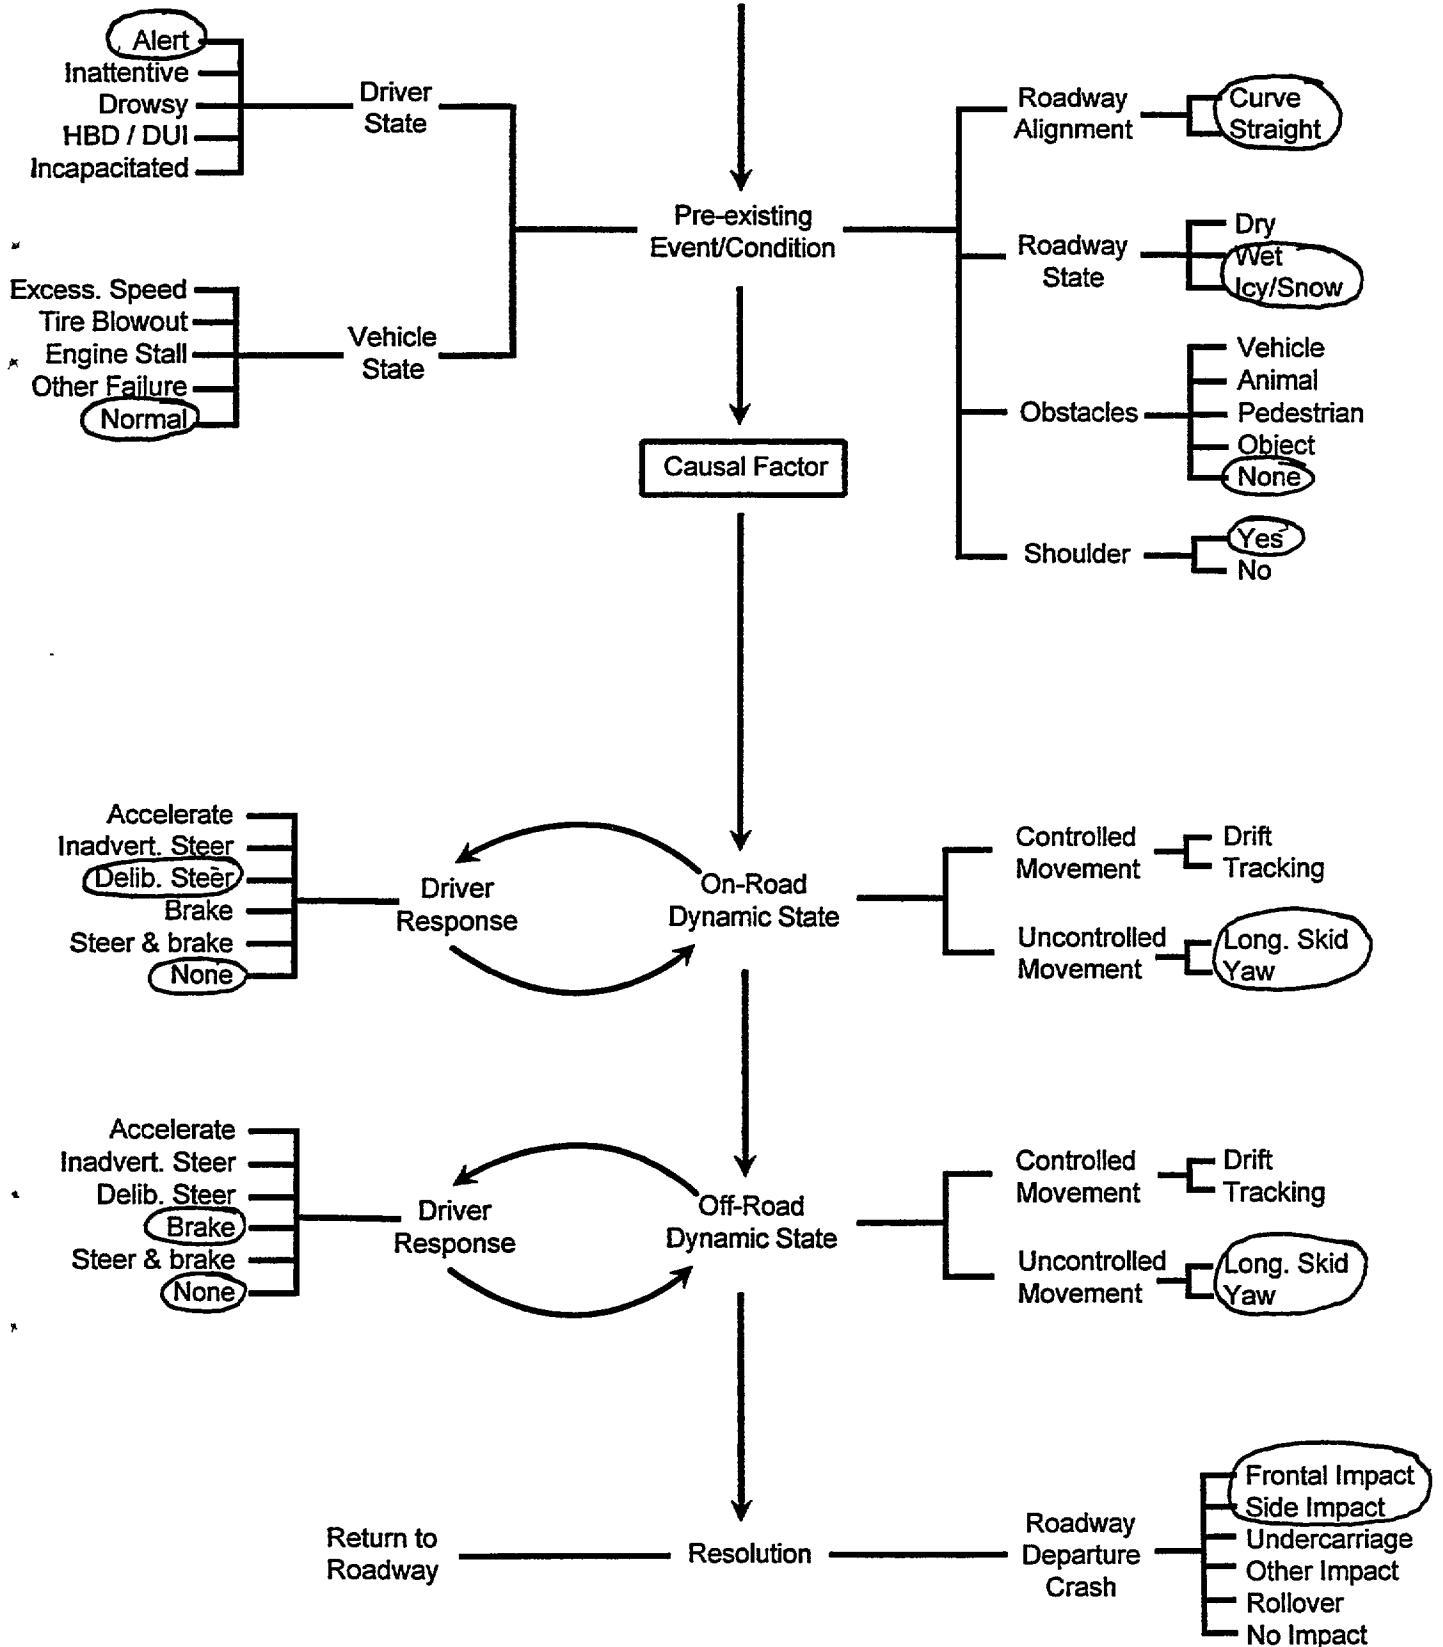 Alert
Inattentive
Drowsy
HBD / DUI
Incapacitated
Driver
State
Excess. Speed
Tire Blowout
Engine Stall
Other Failure
Normal
Vehicle
State
Pre-existing
Event/Condition
Roadway
Alignment
Curve
Straight
Roadway
State
Dry
Wet
Icy/Snow
Obstacles
Vehicle
Animal
Pedestrian
Object
None
Shoulder
Yes
No
Causal Factor
Accelerate
Inadvert. Steer
Delib. Steer
Brake
Steer & brake
None
Driver
Response
On-Road
Dynamic State
Controlled
Movement
Drift
Tracking
Uncontrolled
Movement
Long. Skid
Yaw
Accelerate
Inadvert. Steer
Delib. Steer
Brake
Steer & brake
None
Driver
Response
Off-Road
Dynamic State
Controlled
Movement
Drift
Tracking
Uncontrolled
Movement
Long. Skid
Yaw
Return to
Roadway
Resolution
Roadway
Departure
Crash
Frontal Impact
Side Impact
Undercarriage
Other Impact
Rollover
No Impact